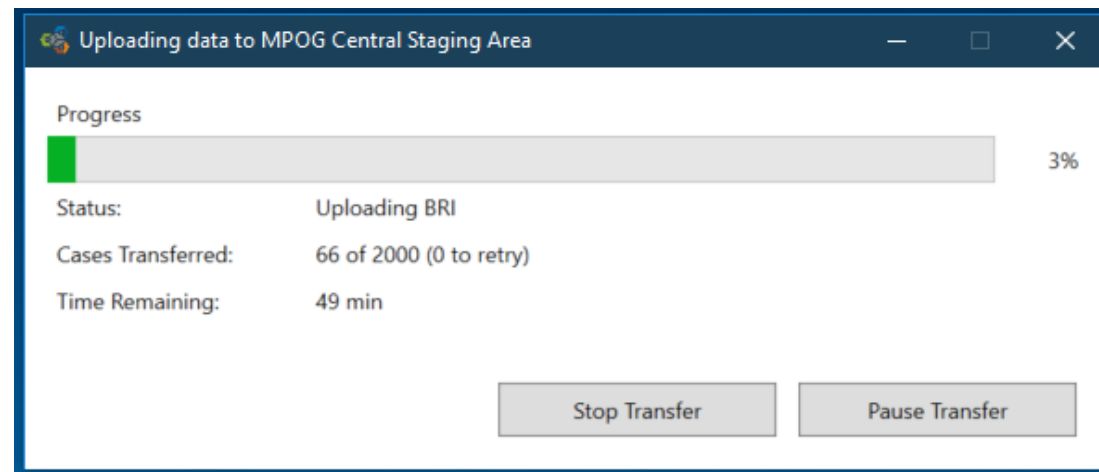 Uploading data to MPOG Central Staging Area
Progress
3%
Status: Uploading BRI
Cases Transferred: 66 of 2000 (0 to retry)
Time Remaining: 49 min
Stop Transfer Pause Transfer